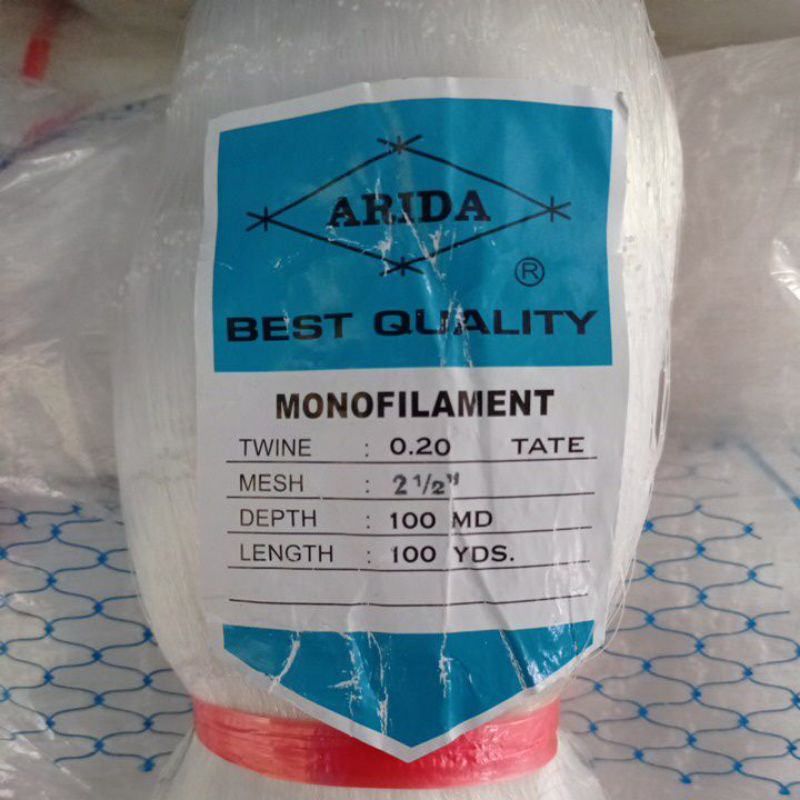 ARIDA
®
BEST QUALITY
MONOFILAMENT
TWINE : 0.20 TATE
MESH : 2 1/2"
DEPTH : 100 MD
LENGTH : 100 YDS.